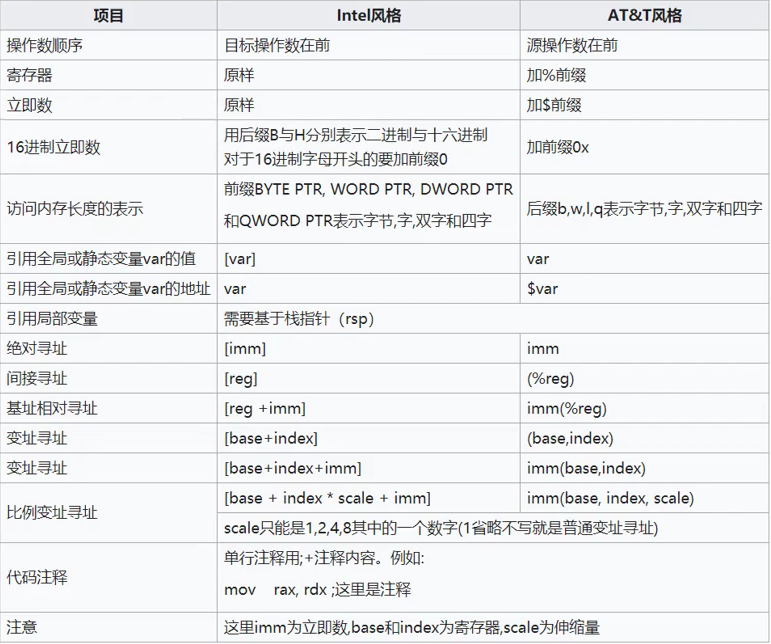 项目 Intel风格 AT&T风格
操作数顺序 目标操作数在前 源操作数在前
寄存器 原样 加%前缀
立即数 原样 加$前缀
16进制立即数 用后缀B与H分别表示二进制与十六进制
对于16进制字母开头的要加前缀0 加前缀0x
访问内存长度的表示 前缀BYTE PTR, WORD PTR, DWORD PTR
和QWORD PTR表示字节,字,双字和四字 后缀b,w,l,q表示字节,字,双字和四字
引用全局或静态变量var的值 [var] var
引用全局或静态变量var的地址 var $var
引用局部变量 需要基于栈指针（rsp）
绝对寻址 [imm] imm
间接寻址 [reg] (%reg)
基址相对寻址 [reg +imm] imm(%reg)
变址寻址 [base+index] (base,index)
变址寻址 [base+index+imm] imm(base,index)
比例变址寻址 [base + index * scale + imm] imm(base, index, scale)
scale只能是1,2,4,8其中的一个数字(1省略不写就是普通变址寻址)
代码注释 单行注释用;+注释内容。例如:
mov rax, rdx ;这里是注释
注意 这里imm为立即数,base和index为寄存器,scale为伸缩量